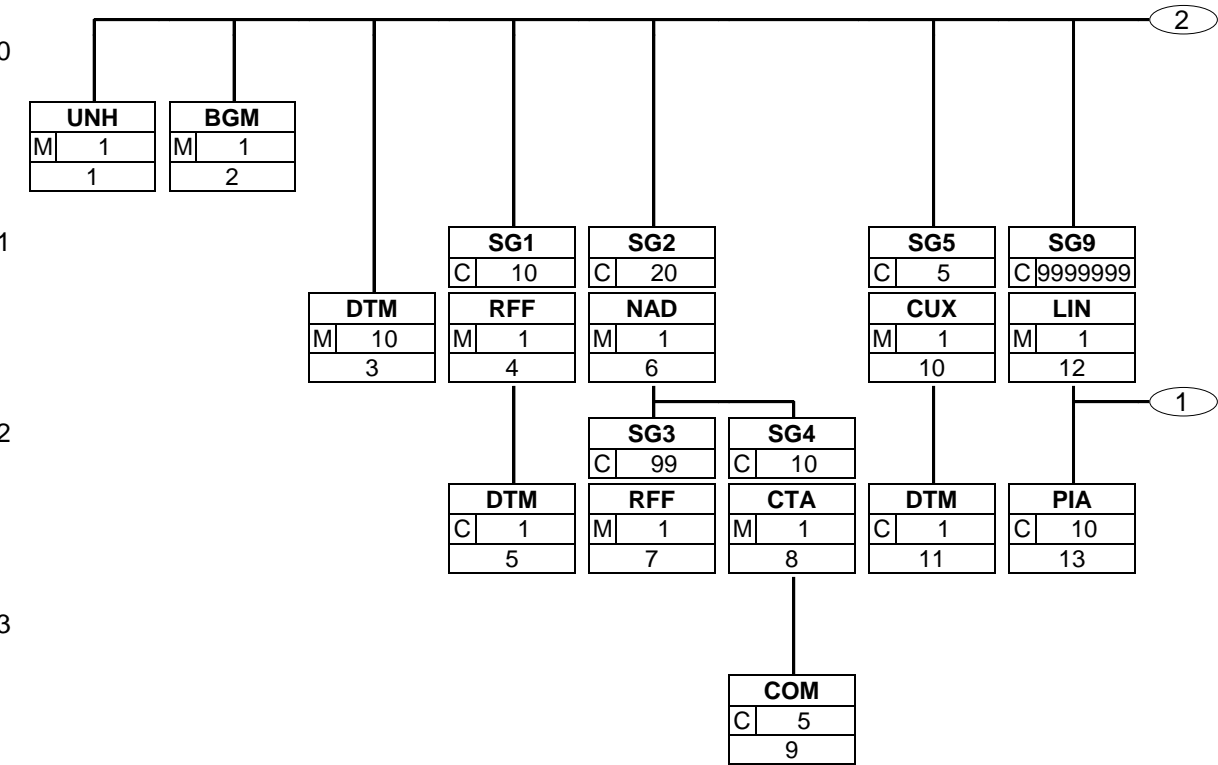 2
0
UNH BGM
M 1 M 1
1 2
1
SG1 SG2 SG5 SG9
C 10 C 20 C 5 C 9999999
DTM RFF NAD CUX LIN
M 10 M 1 M 1 M 1 M 1
3 4 6 10 12
1
2
SG3 SG4
C 99 C 10
DTM RFF CTA DTM PIA
C 1 M 1 M 1 C 1 C 10
5 7 8 11 13
3
COM
C 5
9